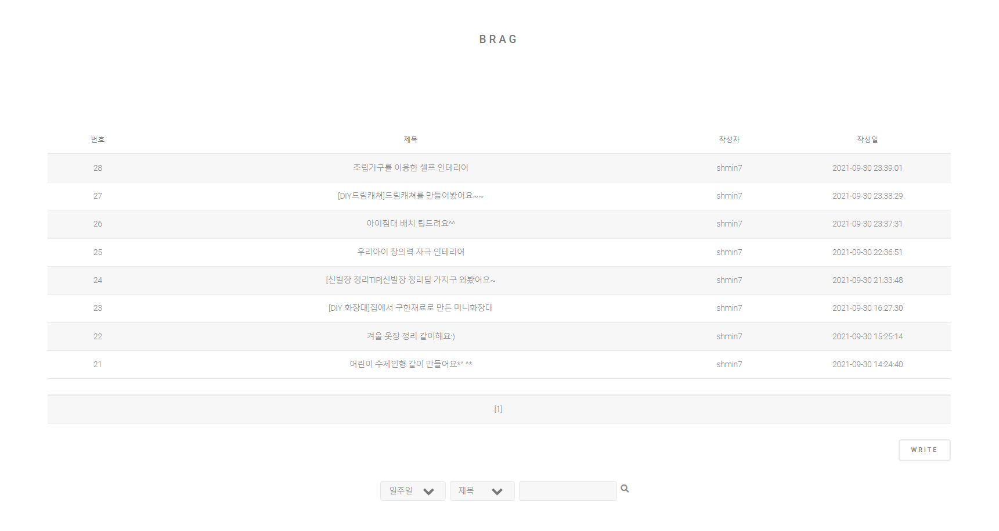 BRAG
번호 제목 작성자 작성일
28 조립가구를 이용한 셀프 인테리어 shmin7 2021-09-30 23:39:01
27 [DIY드림캐쳐]드림캐쳐를 만들어봤어요~~ shmin7 2021-09-30 23:38:29
26 아이침대 배치 팁드려요^^ shmin7 2021-09-30 23:37:31
25 우리아이 창의력 자극 인테리어 shmin7 2021-09-30 22:36:51
24 [신발장 정리TIP]신발장 정리팁 가지구 와봤어요~ shmin7 2021-09-30 21:33:48
23 [DIY 화장대]집에서 구한재료로 만든 미니화장대 shmin7 2021-09-30 16:27:30
22 겨울 옷장 정리 같이해요:) shmin7 2021-09-30 15:25:14
21 어린이 수제인형 같이 만들어요*^ ^* shmin7 2021-09-30 14:24:40
[1]
WRITE
일주일 제목